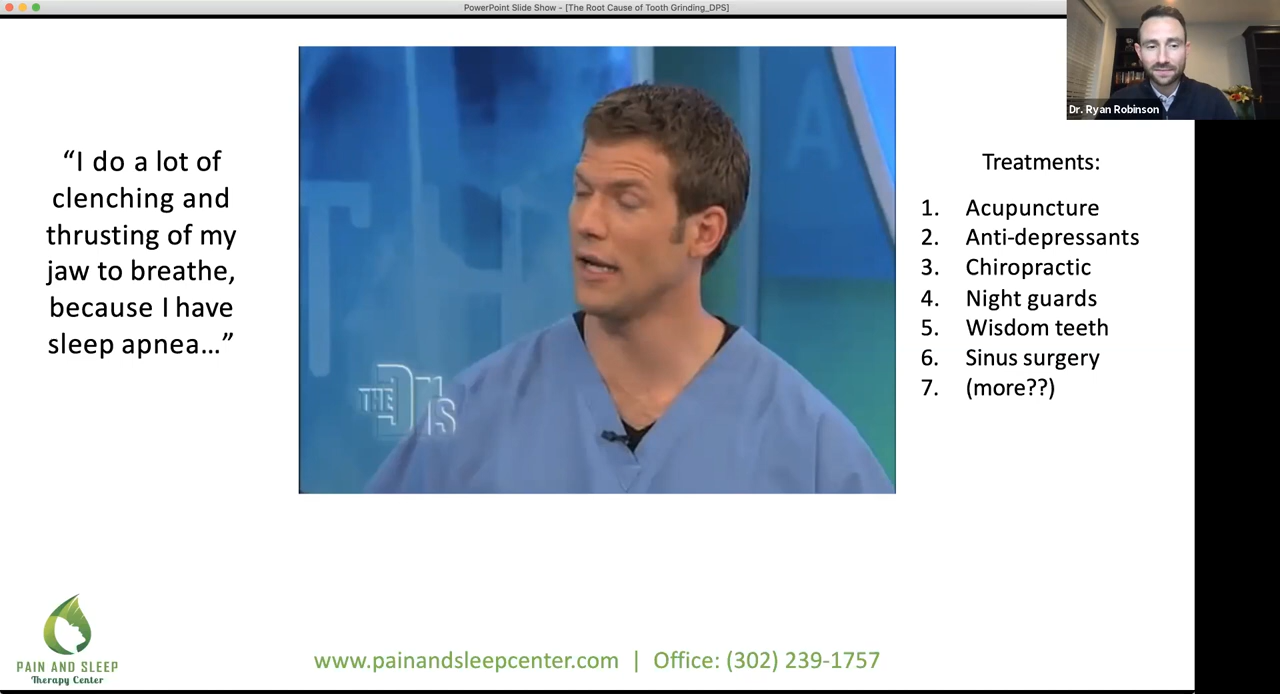 PowerPoint Slide Show - [The Root Cause of Tooth Grinding_DPS]
Dr. Ryan Robinson
“I do a lot of
clenching and
thrusting of my
jaw to breathe,
because I have
sleep apnea…”
THE Dr.s
Treatments:
1. Acupuncture
2. Anti-depressants
3. Chiropractic
4. Night guards
5. Wisdom teeth
6. Sinus surgery
7. (more??)
PAIN AND SLEEP
Therapy Center
www.painandsleepcenter.com | Office: (302) 239-1757